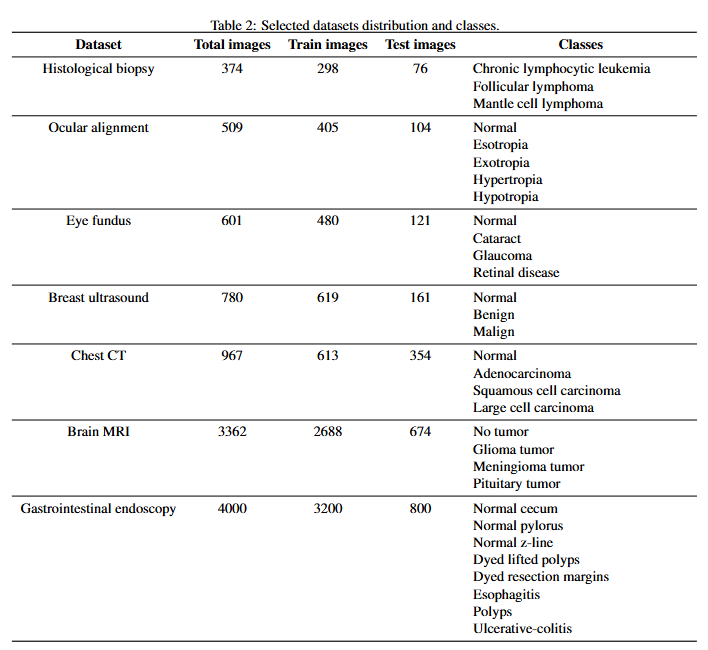 Table 2: Selected datasets distribution and classes.
Dataset Total images Train images Test images Classes
Histological biopsy 374 298 76 Chronic lymphocytic leukemia
Follicular lymphoma
Mantle cell lymphoma
Ocular alignment 509 405 104 Normal
Esotropia
Exotropia
Hypertropia
Hypotropia
Eye fundus 601 480 121 Normal
Cataract
Glaucoma
Retinal disease
Breast ultrasound 780 619 161 Normal
Benign
Malign
Chest CT 967 613 354 Normal
Adenocarcinoma
Squamous cell carcinoma
Large cell carcinoma
Brain MRI 3362 2688 674 No tumor
Glioma tumor
Meningioma tumor
Pituitary tumor
Gastrointestinal endoscopy 4000 3200 800 Normal cecum
Normal pylorus
Normal z-line
Dyed lifted polyps
Dyed resection margins
Esophagitis
Polyps
Ulcerative-colitis